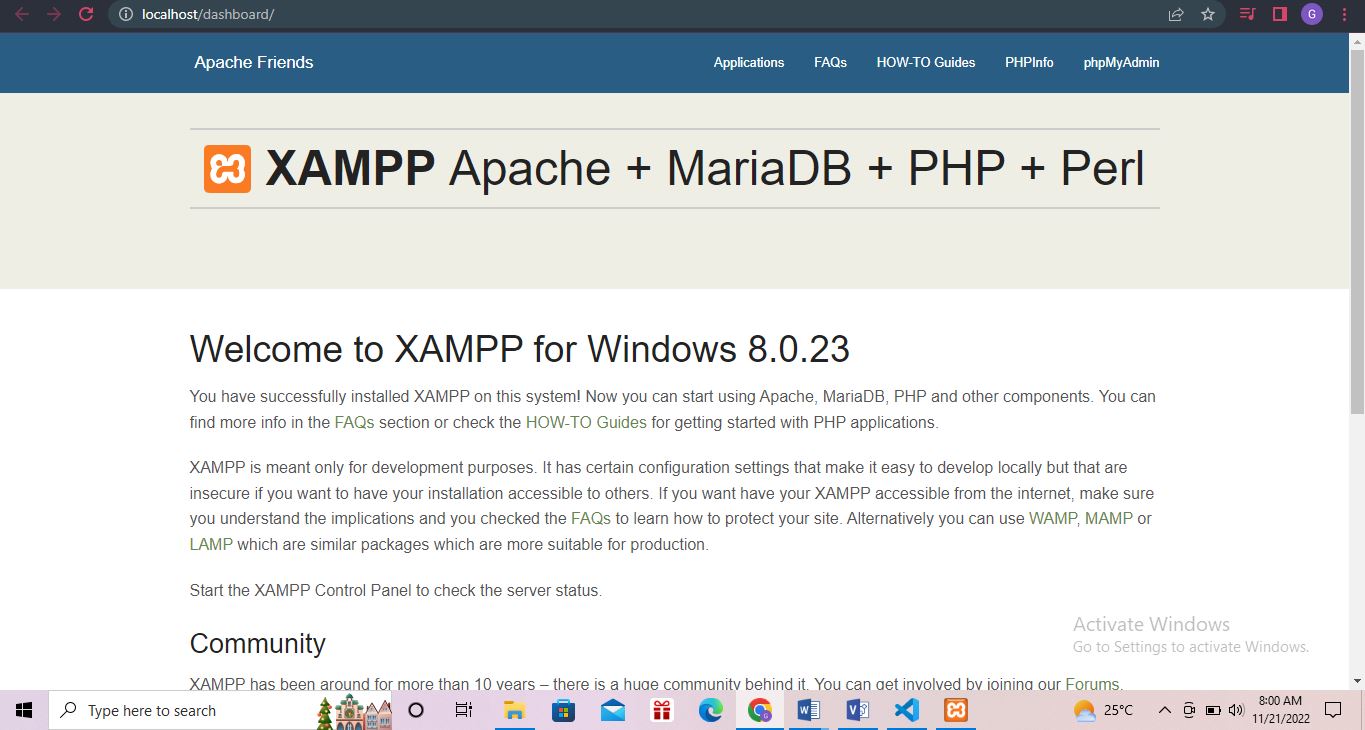 localhost/dashboard/
G
Apache Friends
Applications
FAQs
HOW-TO Guides
PHPInfo
phpMyAdmin
XAMPP Apache + MariaDB + PHP + Perl
Welcome to XAMPP for Windows 8.0.23
You have successfully installed XAMPP on this system! Now you can start using Apache, MariaDB, PHP and other components. You can
find more info in the FAQs section or check the HOW-TO Guides for getting started with PHP applications.
XAMPP is meant only for development purposes. It has certain configuration settings that make it easy to develop locally but that are
insecure if you want to have your installation accessible to others. If you want have your XAMPP accessible from the internet, make sure
you understand the implications and you checked the FAQs to learn how to protect your site. Alternatively you can use WAMP, MAMP or
LAMP which are similar packages which are more suitable for production.
Start the XAMPP Control Panel to check the server status.
Activate Windows
Go to Settings to activate Windows.
Community
XAMPP has been around for more than 10 years – there is a huge community behind it. You can get involved by joining our Forums,
Type here to search
25°C
8:00 AM
11/21/2022